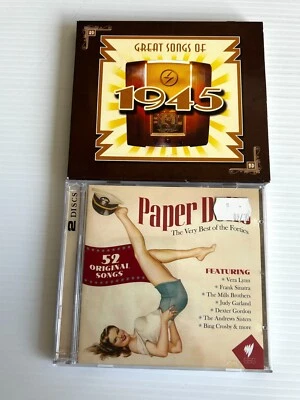 GREAT SONGS OF
1945
2 DISCS
Paper D
The Very Best of the Forties
52
ORIGINAL
SONGS
FEATURING
• Vera Lynn
• Frank Sinatra
• The Mills Brothers
• Judy Garland
• Dexter Gordon
• The Andrews Sisters
• Bing Crosby & more
SBS